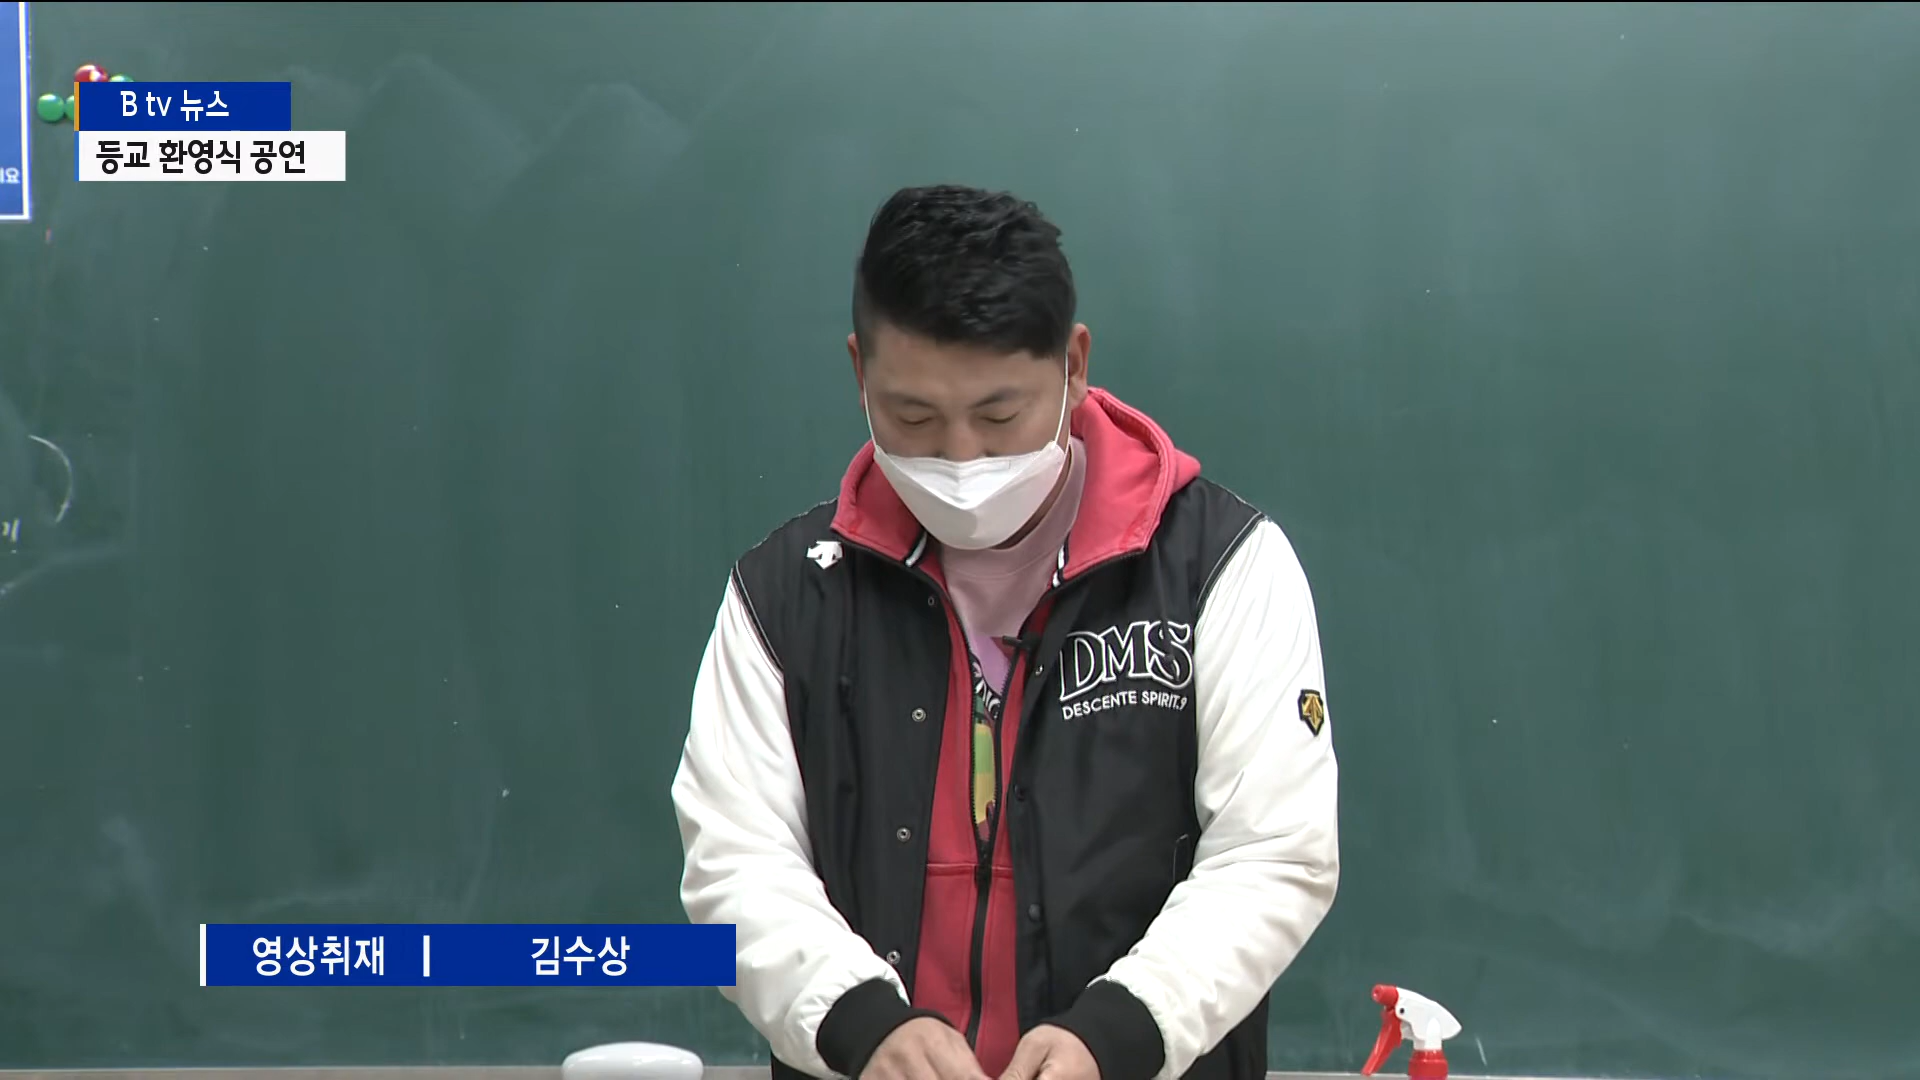 B tv 뉴스
등교 환영식 공연
DMS
DESCENTE SPIRIT.9
영상취재 | 김수상